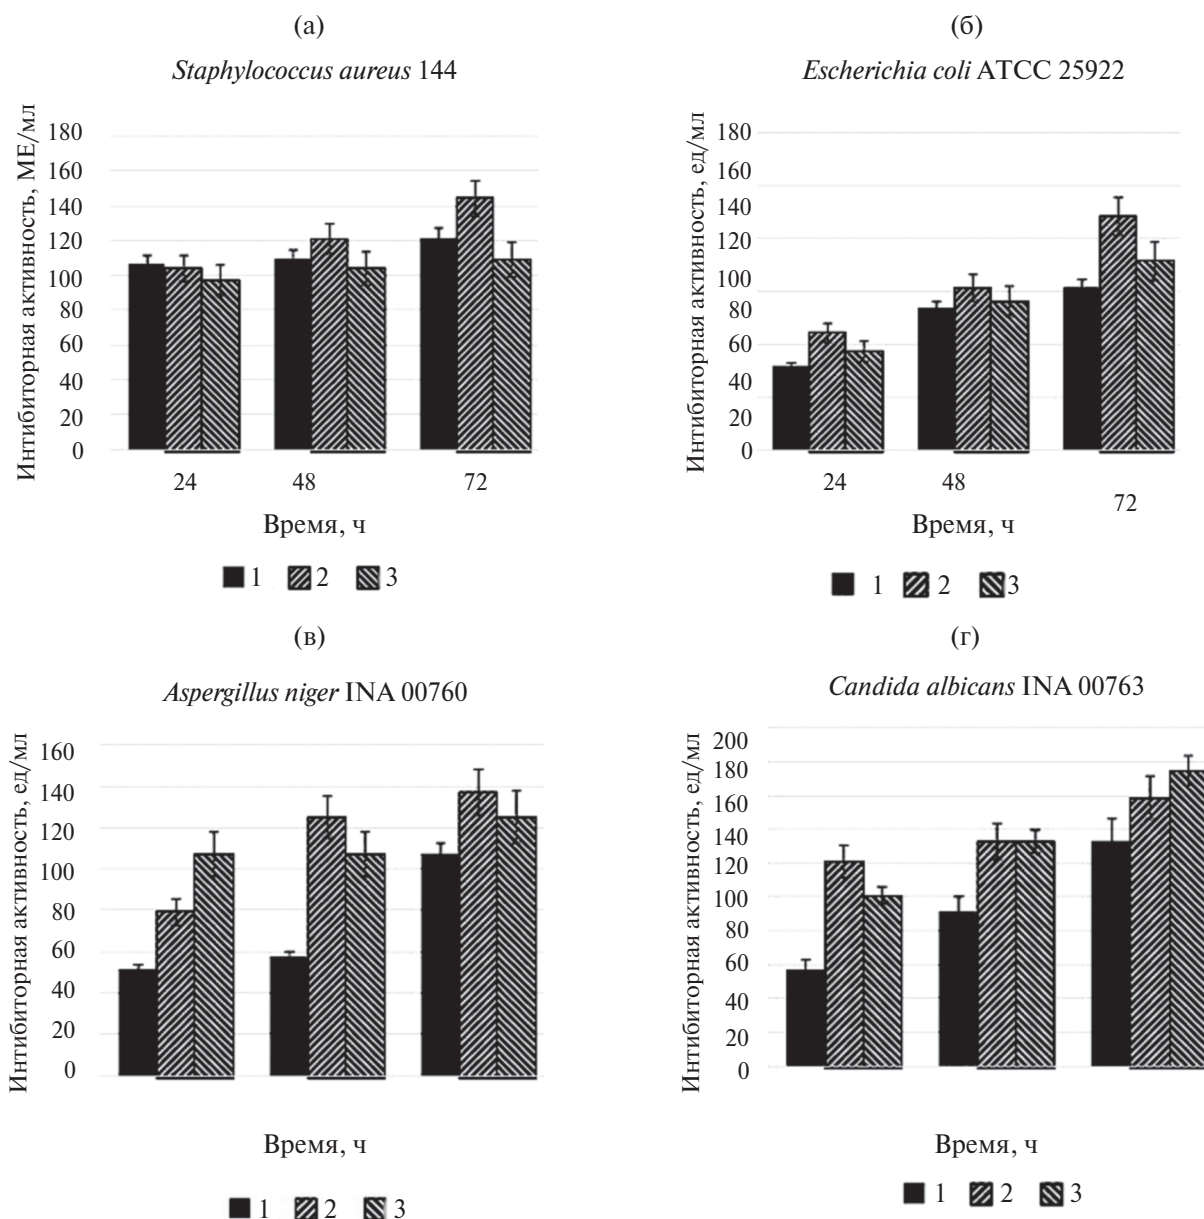 (а)
Staphylococcus aureus 144
Интибиторная активность, МЕ/мл
180
160
140
120
100
80
60
40
20
0
24 48 72
Время, ч
1 2 3
(б)
Escherichia coli ATCC 25922
Интибиторная активность, ед/мл
180
160
140
120
100
80
60
40
20
0
24 48 72
Время, ч
1 2 3
(в)
Aspergillus niger INA 00760
Интибиторная активность, ед/мл
160
140
120
100
80
60
40
20
0
Время, ч
1 2 3
(г)
Candida albicans INA 00763
Интибиторная активность, ед/мл
200
180
160
140
120
100
80
60
40
20
0
Время, ч
1 2 3